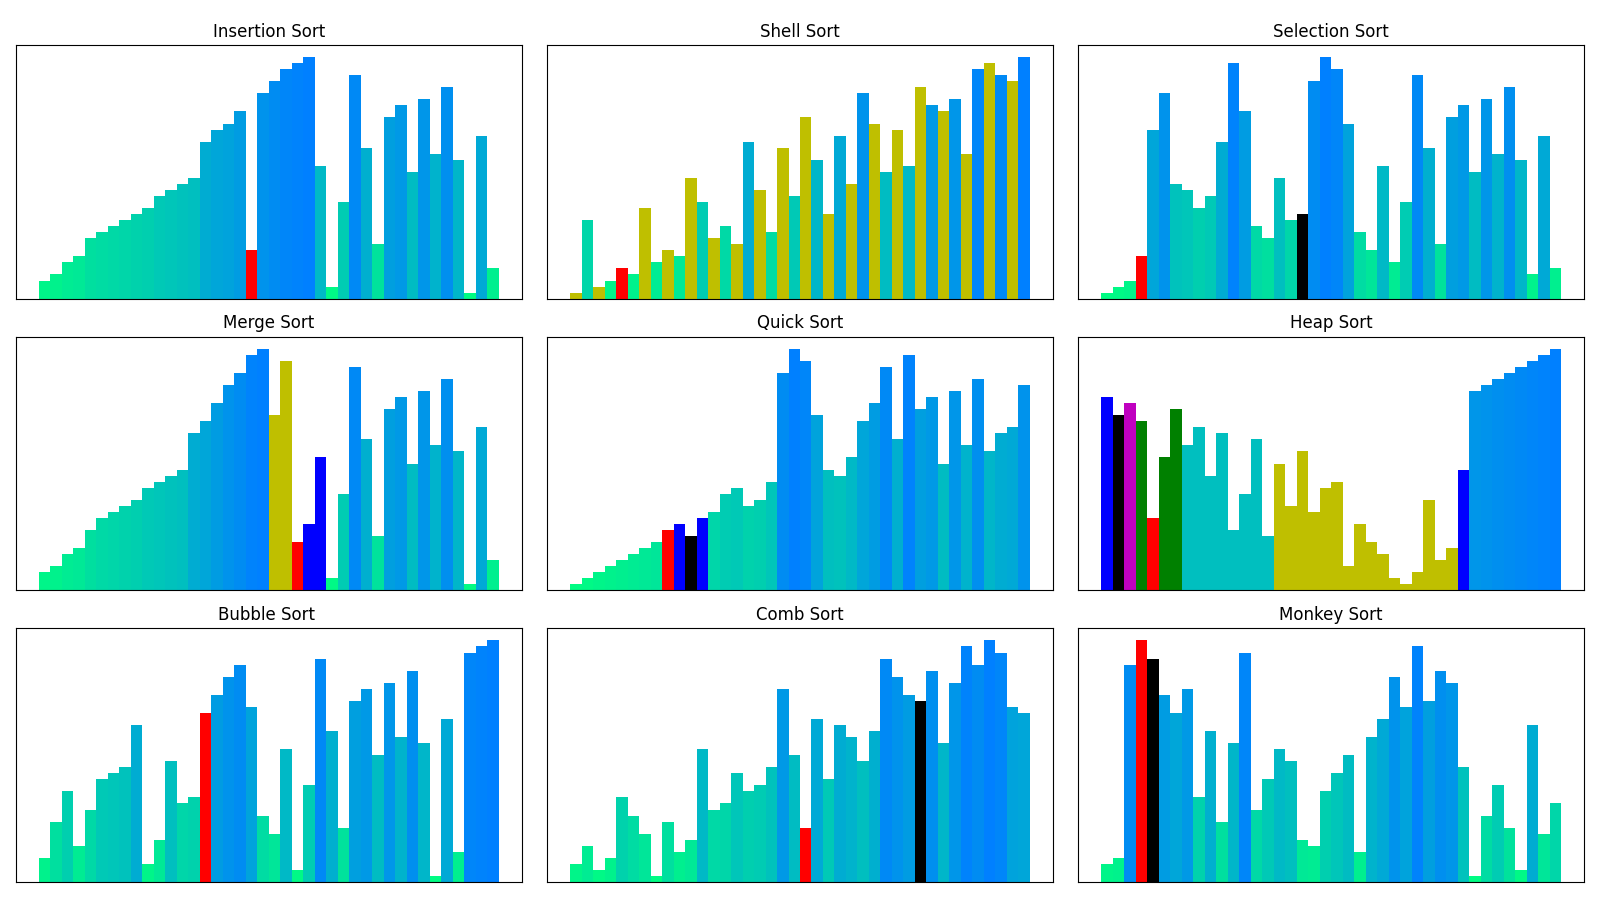 Insertion Sort
Shell Sort
Selection Sort
Merge Sort
Quick Sort
Heap Sort
Bubble Sort
Comb Sort
Monkey Sort